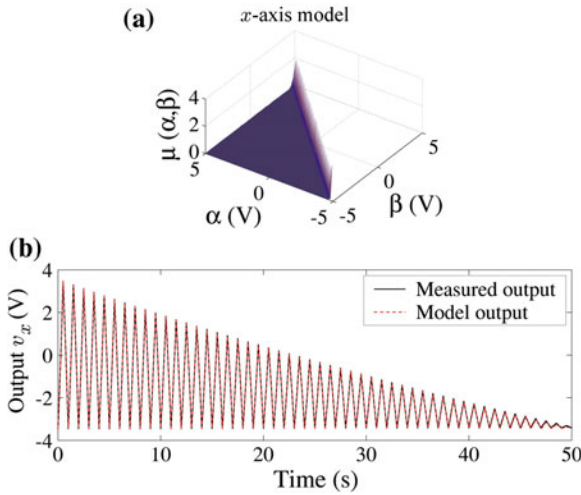 (a)
x-axis model
μ (α,β)
4
2
0
5
0
-5
α (V)
-5
0
5
β (V)
(b)
Output v_x (V)
4
2
0
-2
-4
Measured output
Model output
0
10
20
30
40
50
Time (s)